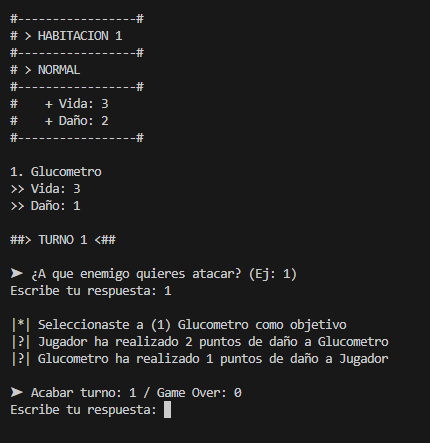 #-----------------#
# > HABITACION 1
#-----------------#
# > NORMAL
#-----------------#
#    + Vida: 3
#    + Daño: 2
#-----------------#
1. Glucometro
>> Vida: 3
>> Daño: 1
##> TURNO 1 <##
➤ ¿A que enemigo quieres atacar? (Ej: 1)
Escribe tu respuesta: 1
|*| Seleccionaste a (1) Glucometro como objetivo
|?| Jugador ha realizado 2 puntos de daño a Glucometro
|?| Glucometro ha realizado 1 puntos de daño a Jugador
➤ Acabar turno: 1 / Game Over: 0
Escribe tu respuesta: